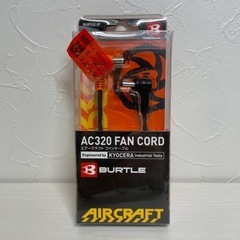 AC320 FAN CORD
エアークラフト ファンケーブル
Engineered by KYOCERA Industrial Tools
BURTLE
AIRCRAFT